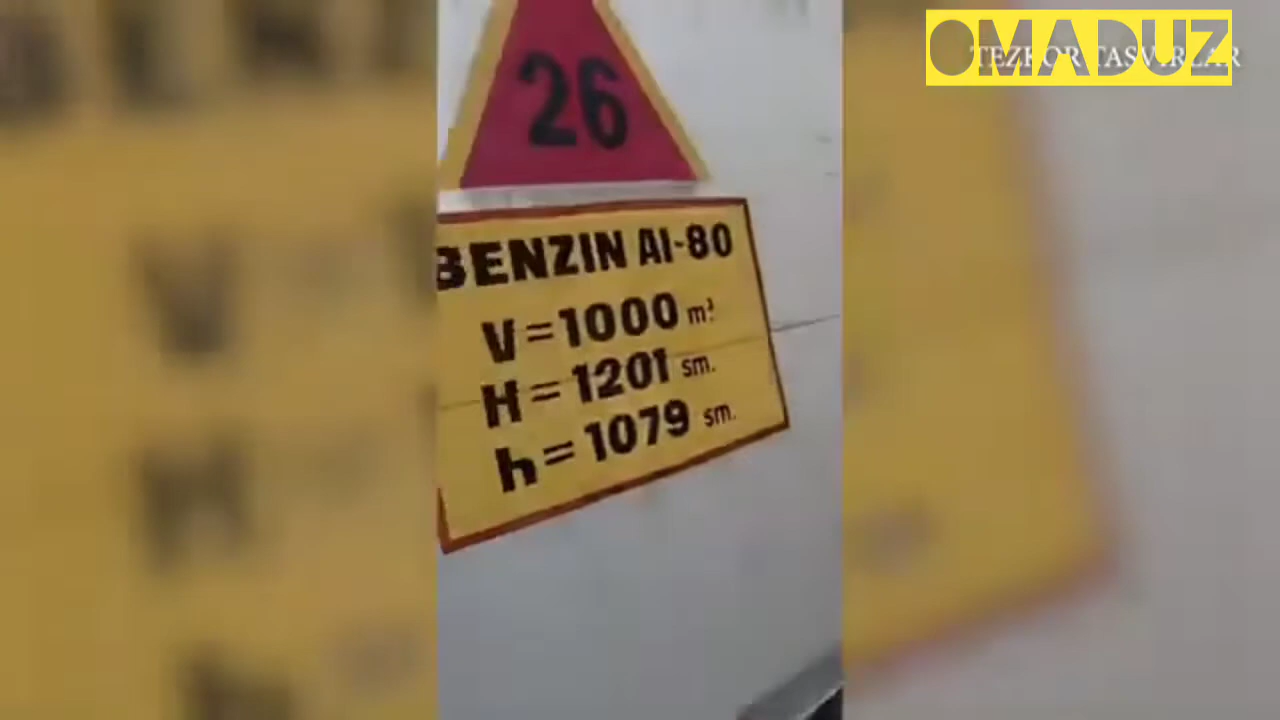 OMADUZ
TEZKOR TASVIRLAR
26
BENZIN AI-80
V = 1000 m³
H = 1201 sm.
h = 1079 sm.